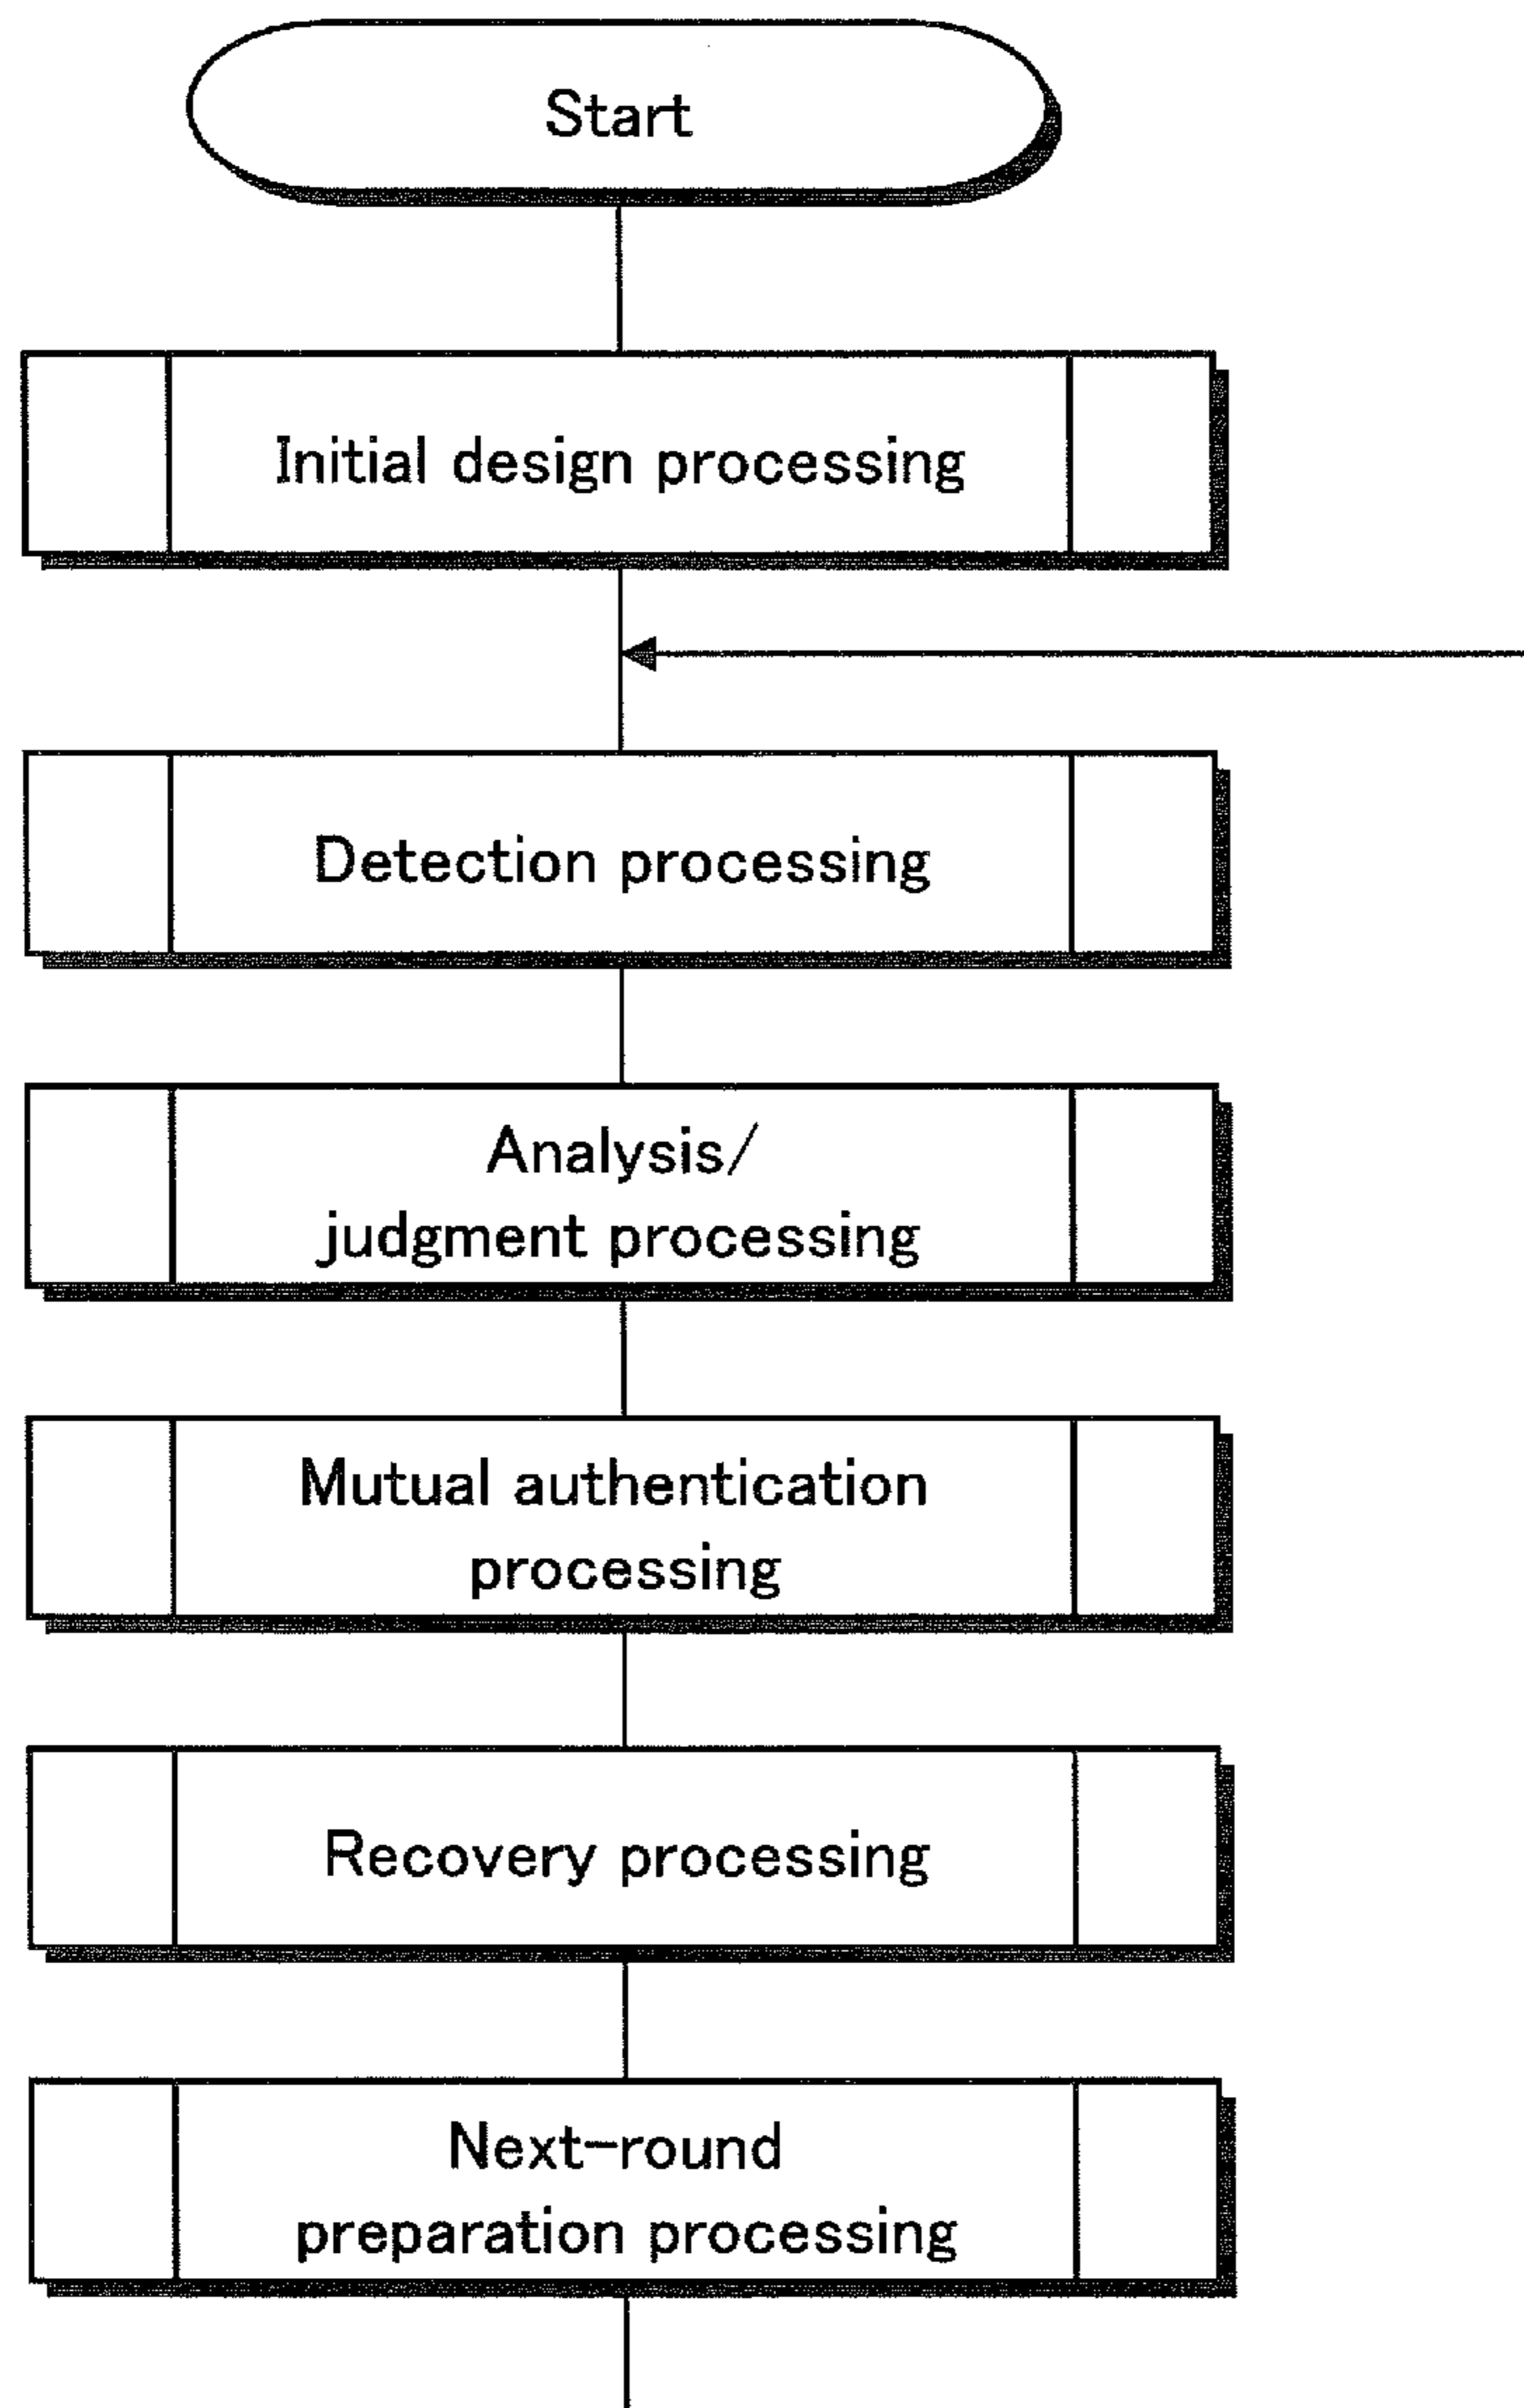 Start
Initial design processing
Detection processing
Analysis/
judgment processing
Mutual authentication
processing
Recovery processing
Next-round
preparation processing